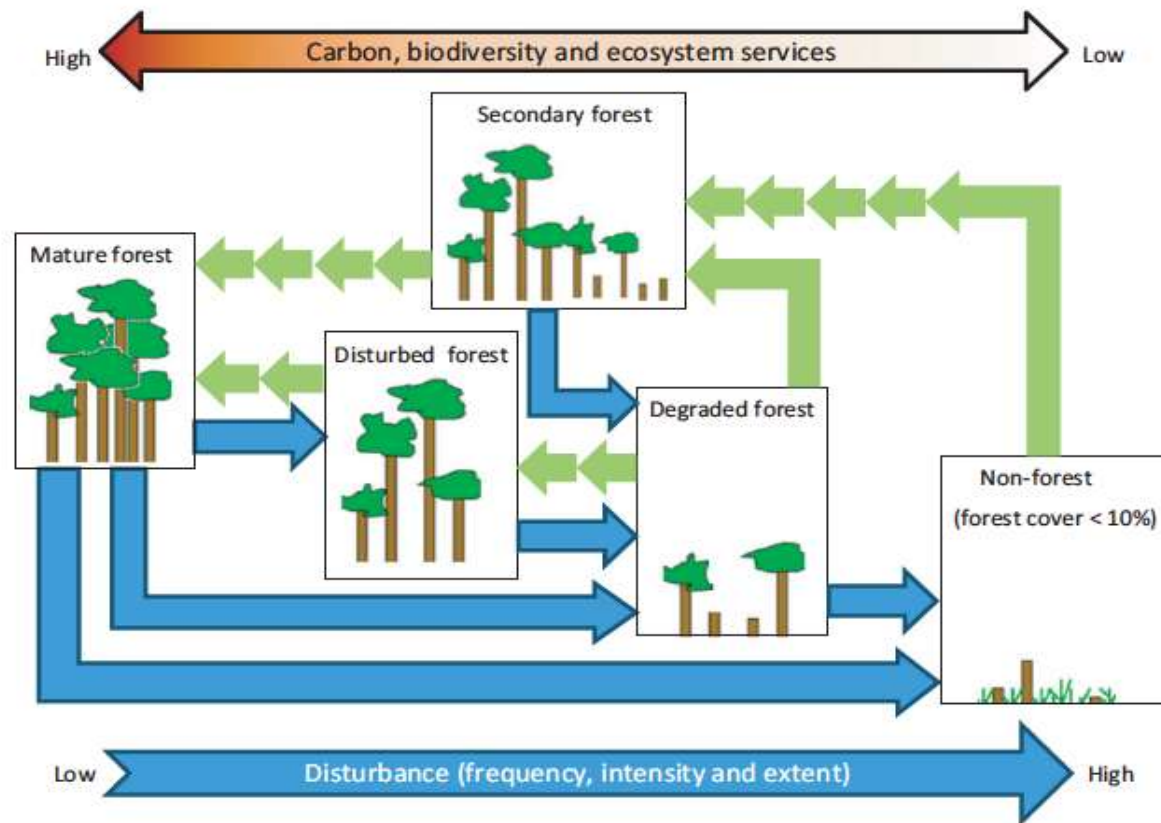 High
Carbon, biodiversity and ecosystem services
Low
Secondary forest
Mature forest
Disturbed forest
Degraded forest
Non-forest
(forest cover < 10%)
Low
Disturbance (frequency, intensity and extent)
High